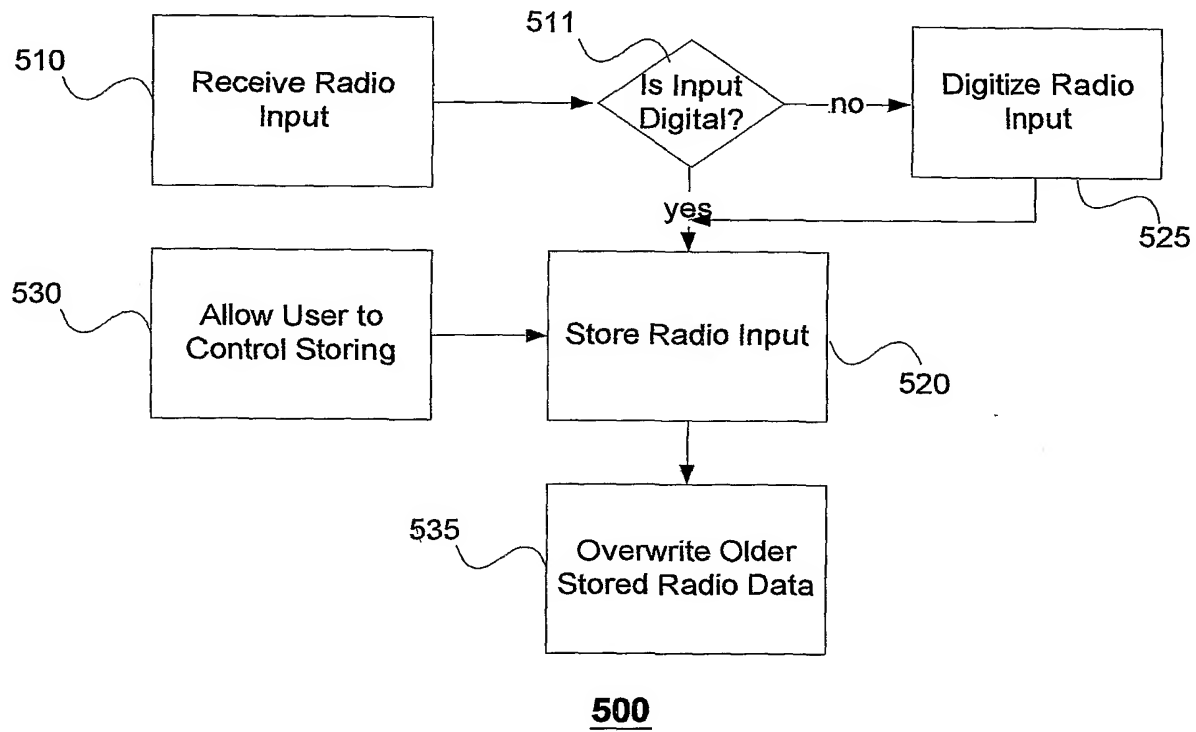 511
510
Receive Radio
Input
Is Input
Digital?
no
Digitize Radio
Input
yes
525
530
Allow User to
Control Storing
Store Radio Input
520
535
Overwrite Older
Stored Radio Data
500